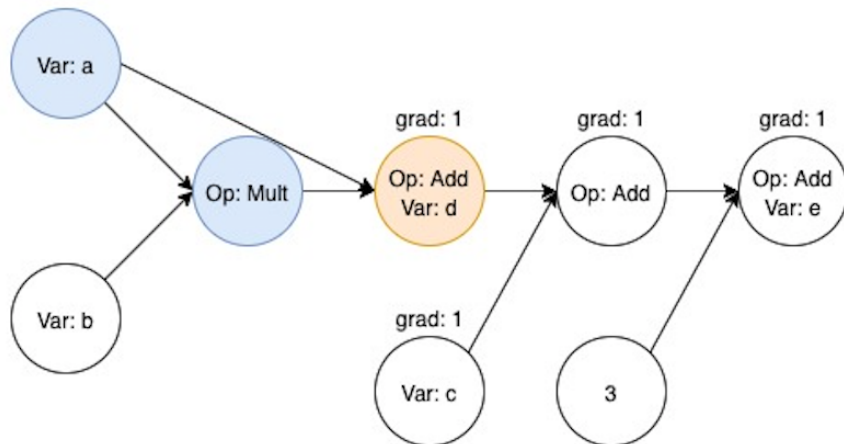 Var: a
grad: 1
grad: 1
grad: 1
Op: Mult
Op: Add
Var: d
Op: Add
Op: Add
Var: e
Var: b
grad: 1
Var: c
3